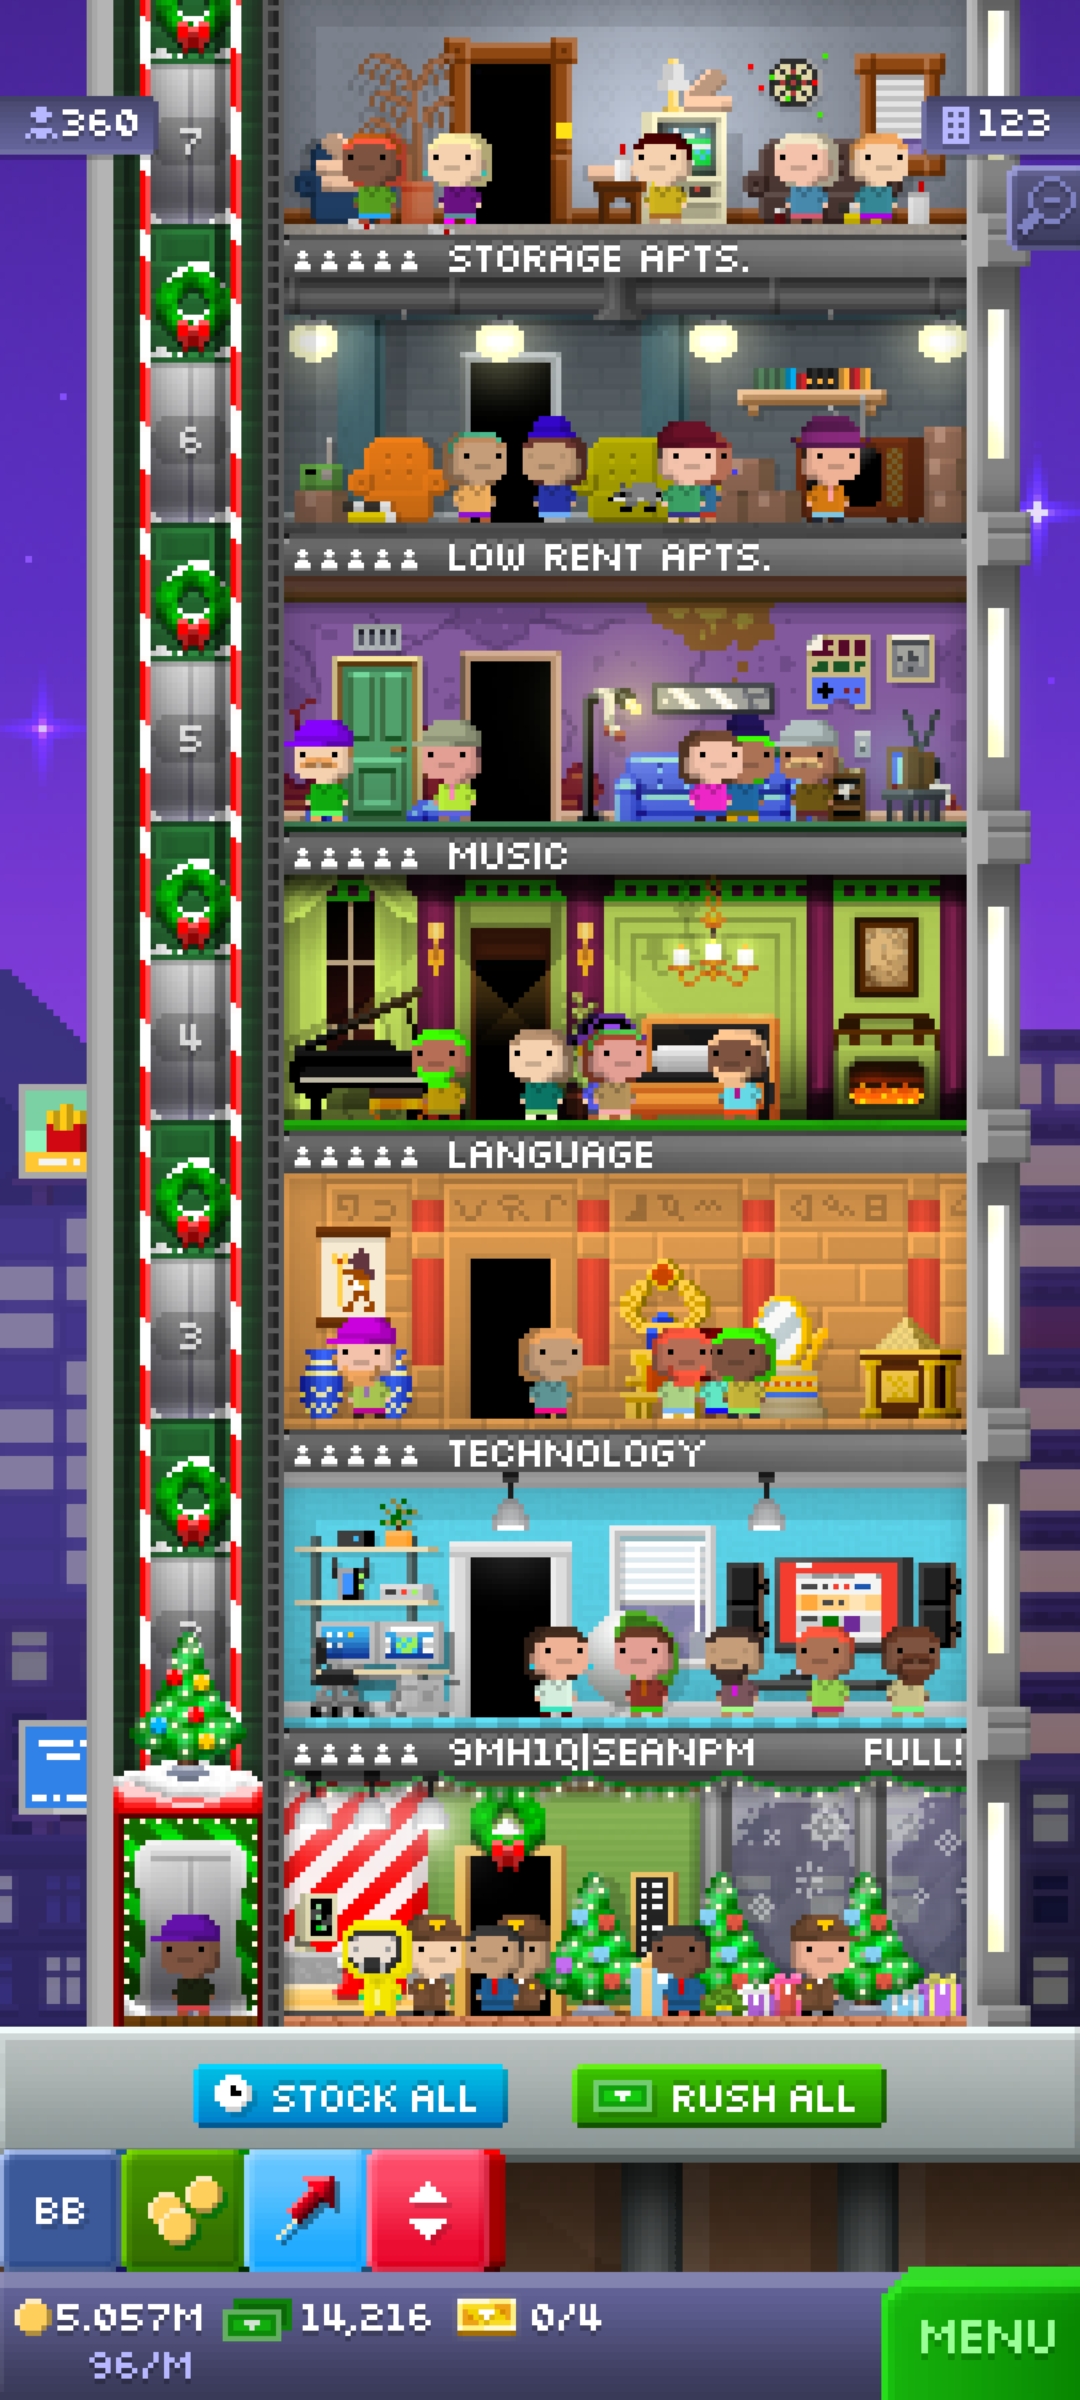 360
123
7
STORAGE APTS.
6
LOW RENT APTS.
5
MUSIC
4
LANGUAGE
3
TECHNOLOGY
9MH1Q|SEANPM FULL!
STOCK ALL
RUSH ALL
BB
5.057M 14,216 0/4
96/M
MENU